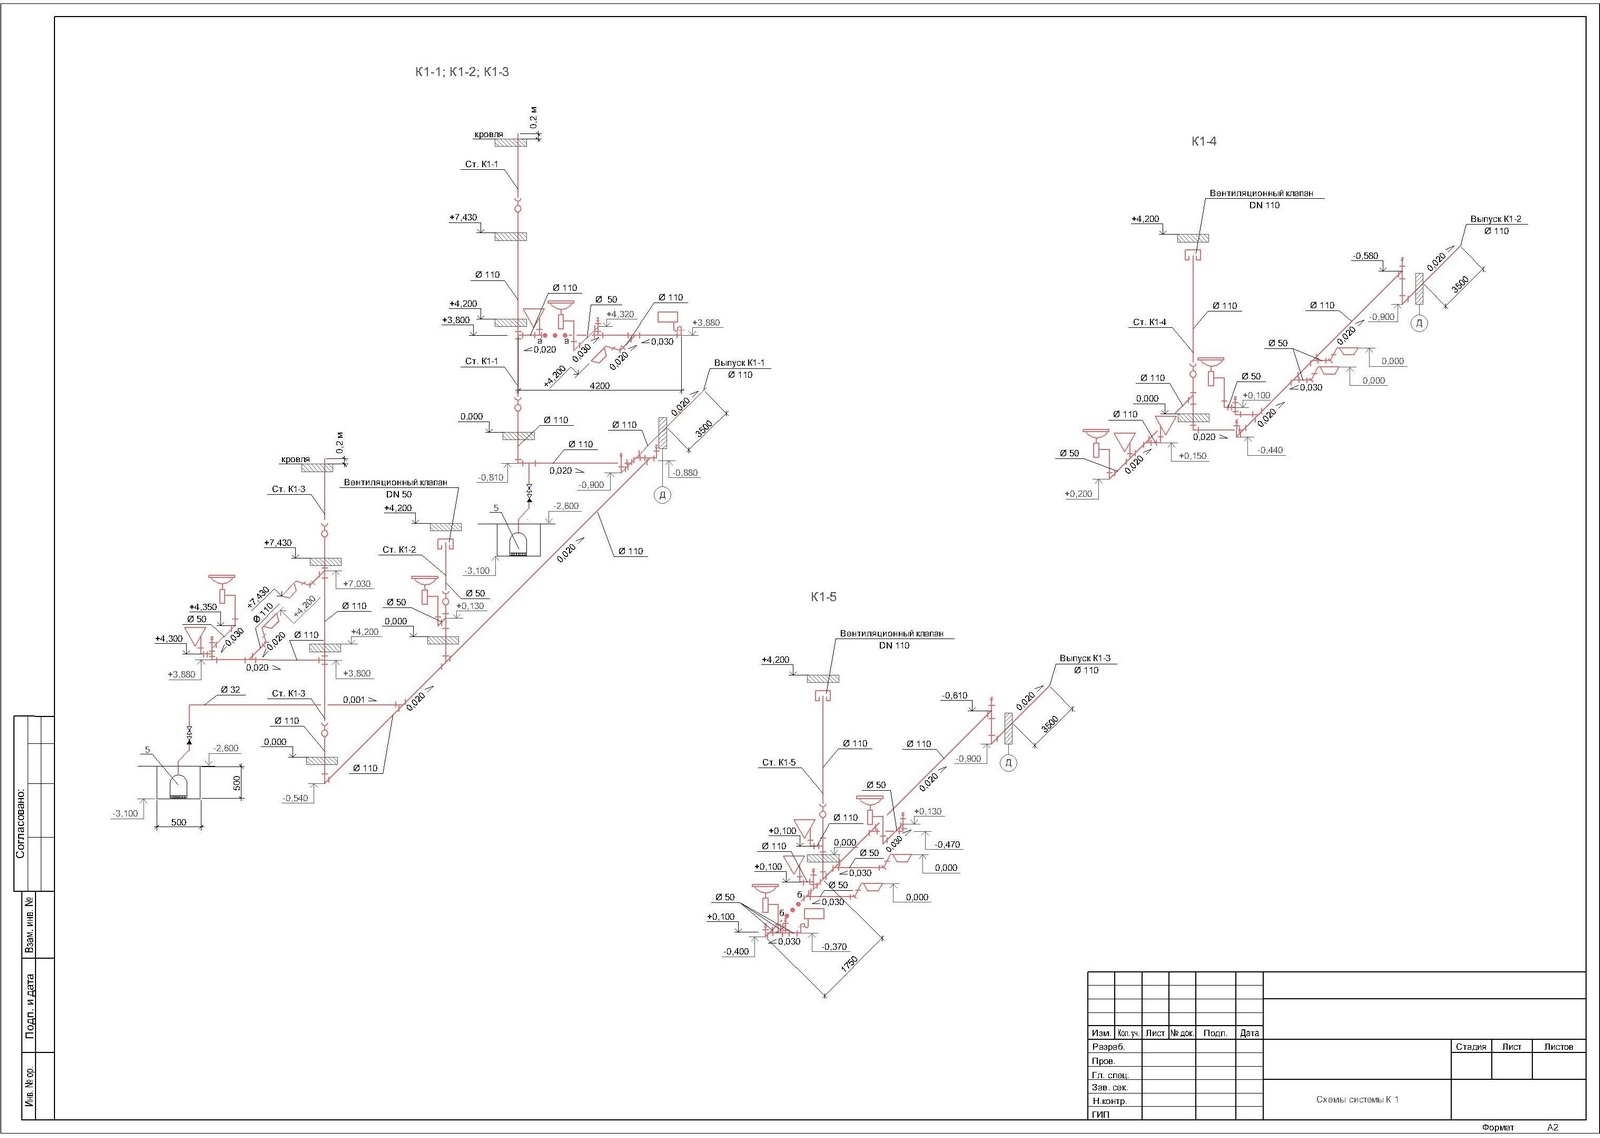 К1-1; К1-2; К1-3
0,2 м
кровля
Ст. К1-1
+7,430
Ø 110
+4,200
+3,800
Ø 110
Ø 50
+4,320
Ø 110
+3,880
а
а
0,020
0,030
0,020
0,030
+4,200
Ст. К1-1
4200
Выпуск К1-1
Ø 110
0,020
3500
0,000
Ø 110
Ø 110
Ø 110
0,020
-0,810
-0,900
-0,880
Д
5
-2,600
-3,100
0,020
Ø 110
0,2 м
кровля
Ст. К1-3
+7,430
+7,030
Вентиляционный клапан
DN 50
+4,200
Ст. К1-2
Ø 50
Ø 50
+0,130
0,000
+7,430
+4,200
Ø 110
+4,350
Ø 50
+4,300
0,030
0,020
Ø 110
Ø 110
+4,200
+3,880
0,020
+3,800
Ø 32
Ст. К1-3
0,001
0,020
Ø 110
0,000
Ø 110
-0,540
5
-2,600
500
-3,100
500
К1-4
Вентиляционный клапан
DN 110
+4,200
Ø 110
Ст. К1-4
Выпуск К1-2
Ø 110
0,020
3500
-0,580
-0,900
Д
Ø 110
0,020
Ø 50
0,000
0,000
0,030
Ø 110
Ø 50
0,000
+0,100
Ø 110
0,020
0,020
-0,440
Ø 50
0,020
+0,150
+0,200
К1-5
Вентиляционный клапан
DN 110
+4,200
Ø 110
Ст. К1-5
Выпуск К1-3
Ø 110
0,020
3500
-0,610
-0,900
Д
Ø 110
0,020
Ø 50
+0,130
+0,100
Ø 110
0,000
0,030
-0,470
Ø 110
Ø 50
+0,100
0,030
0,000
Ø 50
0,030
0,000
Ø 50
б
б
+0,100
0,030
-0,370
-0,400
1750
Согласовано:
Взам. инв. №
Подп. и дата
Инв. № ор.
Изм. Кол.уч. Лист № док. Подп. Дата
Разраб.
Пров.
Гл. спец.
Зав. сек.
Н.контр.
ГИП
Стадия Лист Листов
Схемы системы К 1
Формат А2